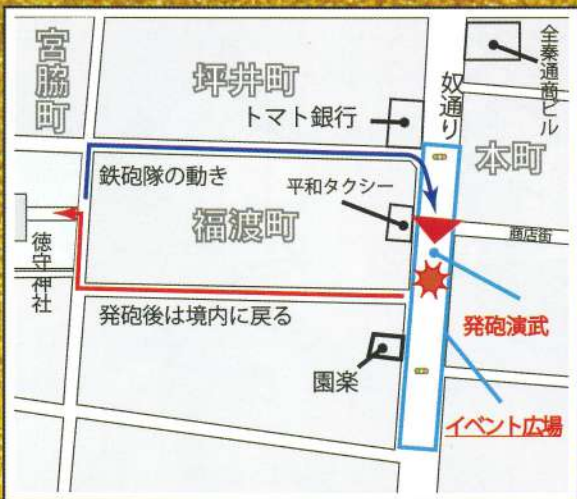 宮脇町
坪井町
奴通り
全秦通商ビル
トマト銀行
本町
鉄砲隊の動き
平和タクシー
福渡町
商店街
徳守神社
発砲後は境内に戻る
発砲演武
園楽
イベント広場